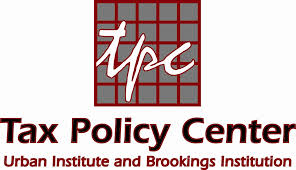 tpc
Tax Policy Center
Urban Institute and Brookings Institution